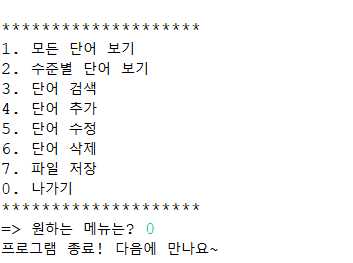 ********************
1. 모든 단어 보기
2. 수준별 단어 보기
3. 단어 검색
4. 단어 추가
5. 단어 수정
6. 단어 삭제
7. 파일 저장
0. 나가기
********************
=> 원하는 메뉴는? 0
프로그램 종료! 다음에 만나요~